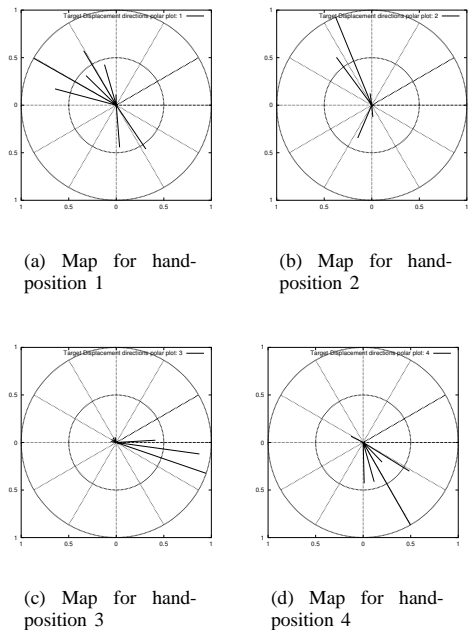 Target Displacement directions polar plot: 1
1
0.5
0
0.5
1
1 0.5 0 0.5 1
Target Displacement directions polar plot: 2
1
0.5
0
0.5
1
1 0.5 0 0.5 1
(a) Map for hand-
position 1
(b) Map for hand-
position 2
Target Displacement directions polar plot: 3
1
0.5
0
0.5
1
1 0.5 0 0.5 1
Target Displacement directions polar plot: 4
1
0.5
0
0.5
1
1 0.5 0 0.5 1
(c) Map for hand-
position 3
(d) Map for hand-
position 4